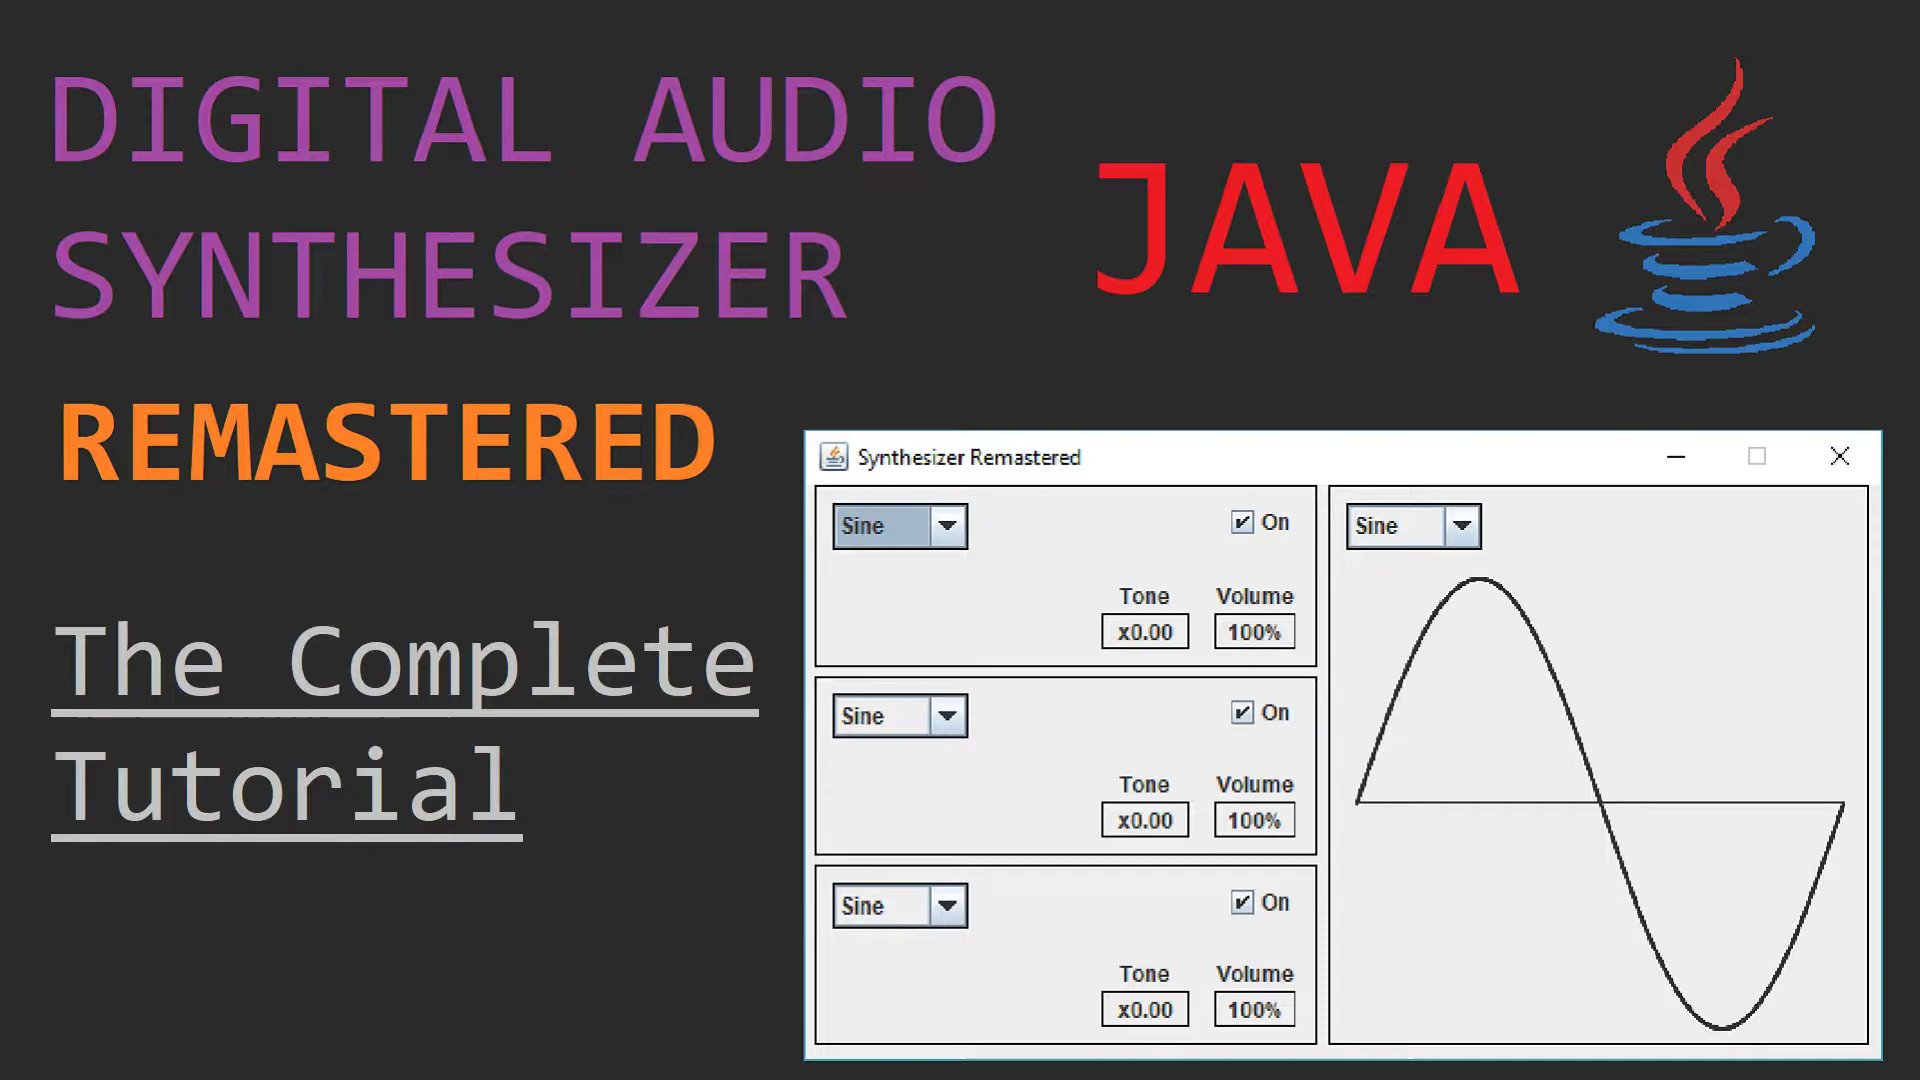 DIGITAL AUDIO
SYNTHESIZER
JAVA
REMASTERED
The Complete
Tutorial
Synthesizer Remastered
Sine
On
Tone Volume
x0.00 100%
Sine
On
Tone Volume
x0.00 100%
Sine
On
Tone Volume
x0.00 100%
Sine